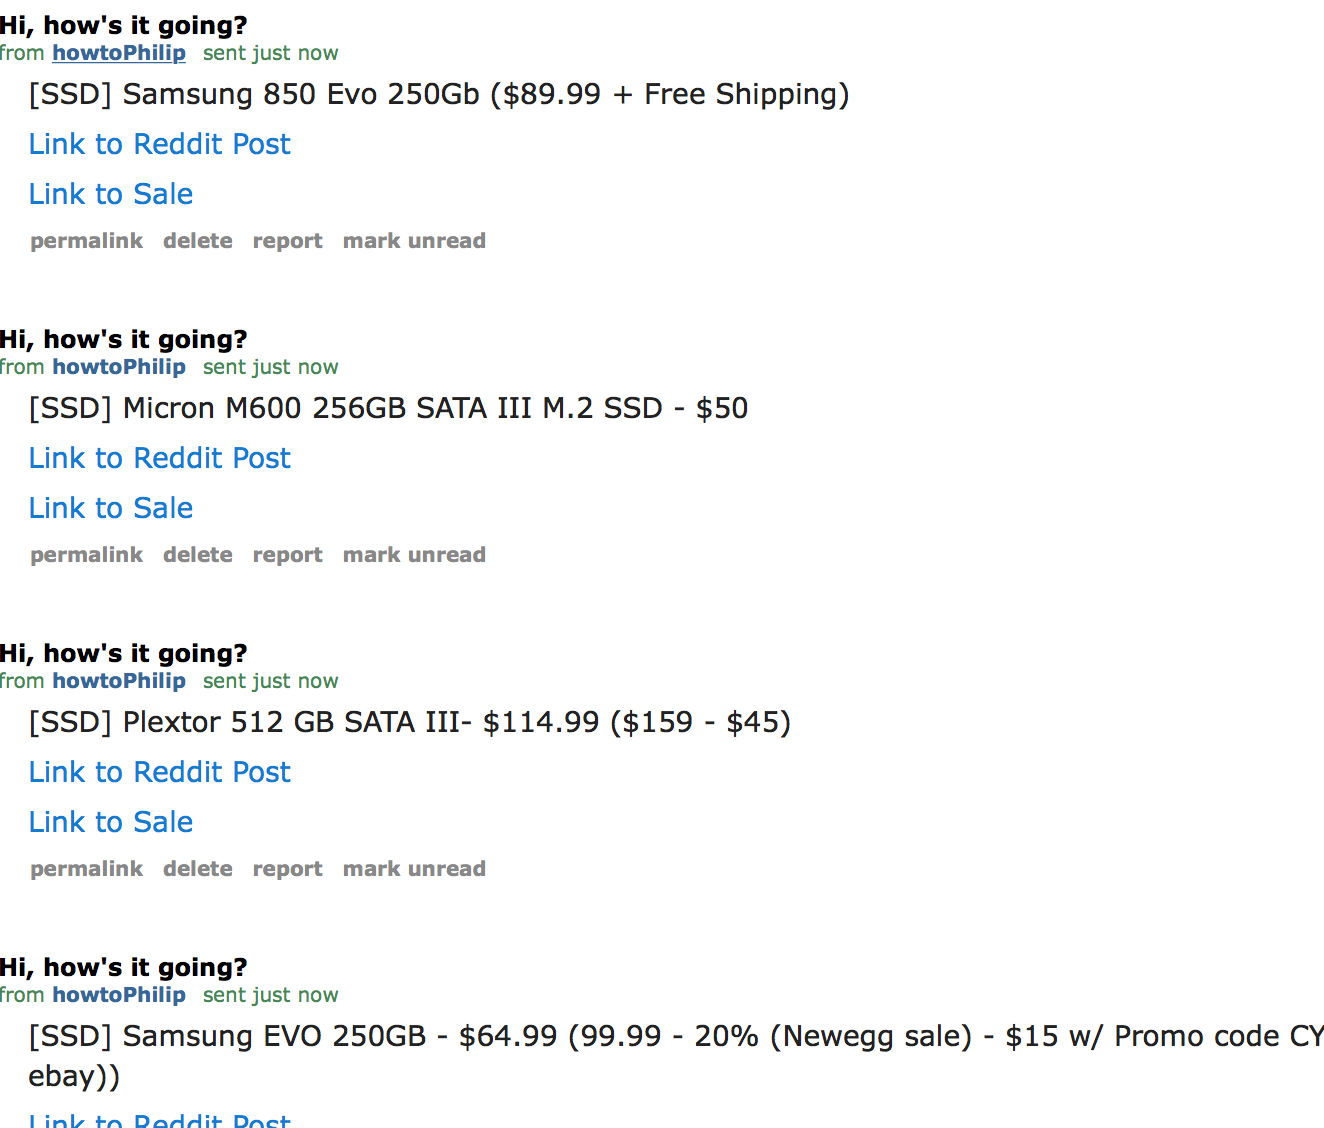 Hi, how's it going?
from howtoPhilip sent just now
[SSD] Samsung 850 Evo 250Gb ($89.99 + Free Shipping)
Link to Reddit Post
Link to Sale
permalink delete report mark unread
Hi, how's it going?
from howtoPhilip sent just now
[SSD] Micron M600 256GB SATA III M.2 SSD - $50
Link to Reddit Post
Link to Sale
permalink delete report mark unread
Hi, how's it going?
from howtoPhilip sent just now
[SSD] Plextor 512 GB SATA III- $114.99 ($159 - $45)
Link to Reddit Post
Link to Sale
permalink delete report mark unread
Hi, how's it going?
from howtoPhilip sent just now
[SSD] Samsung EVO 250GB - $64.99 (99.99 - 20% (Newegg sale) - $15 w/ Promo code CY
ebay))
Link to Reddit Post